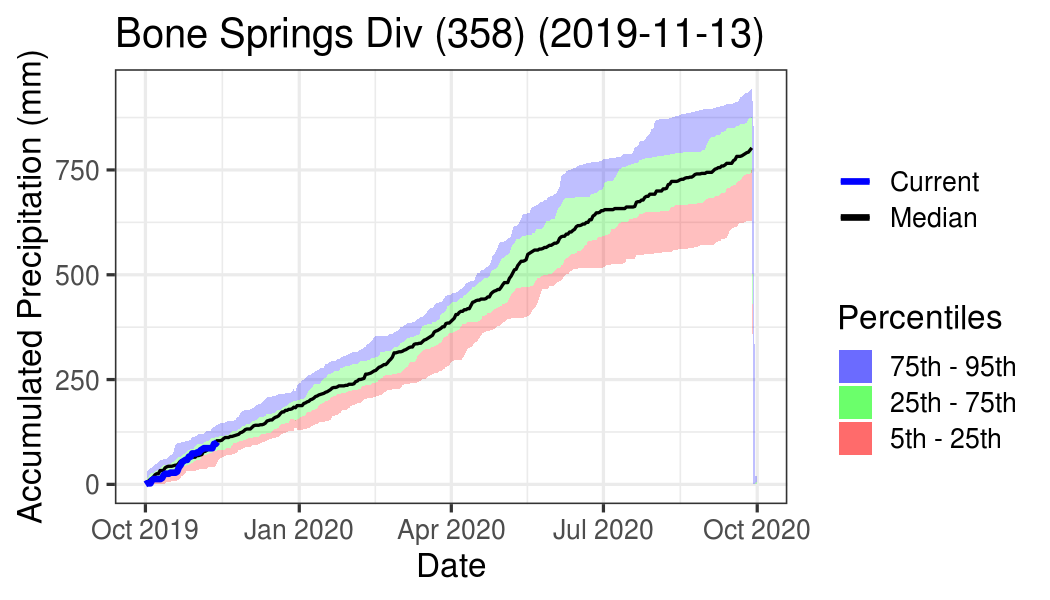 Bone Springs Div (358) (2019-11-13)
Accumulated Precipitation (mm)
750
500
250
0
Oct 2019
Jan 2020
Apr 2020
Jul 2020
Oct 2020
Date
Current
Median
Percentiles
75th - 95th
25th - 75th
5th - 25th